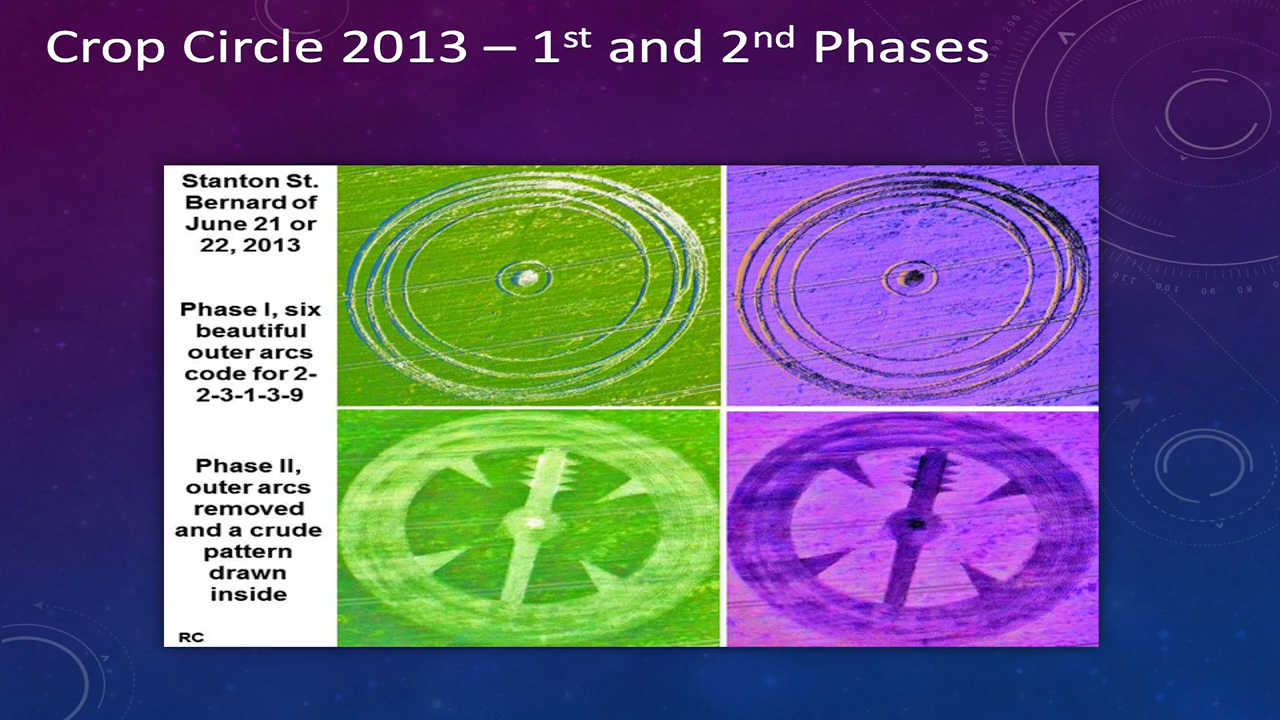 Crop Circle 2013 – 1st and 2nd Phases
Stanton St.
Bernard of
June 21 or
22, 2013
Phase I, six
beautiful
outer arcs
code for 2-
2-3-1-3-9
Phase II,
outer arcs
removed
and a crude
pattern
drawn
inside
RC